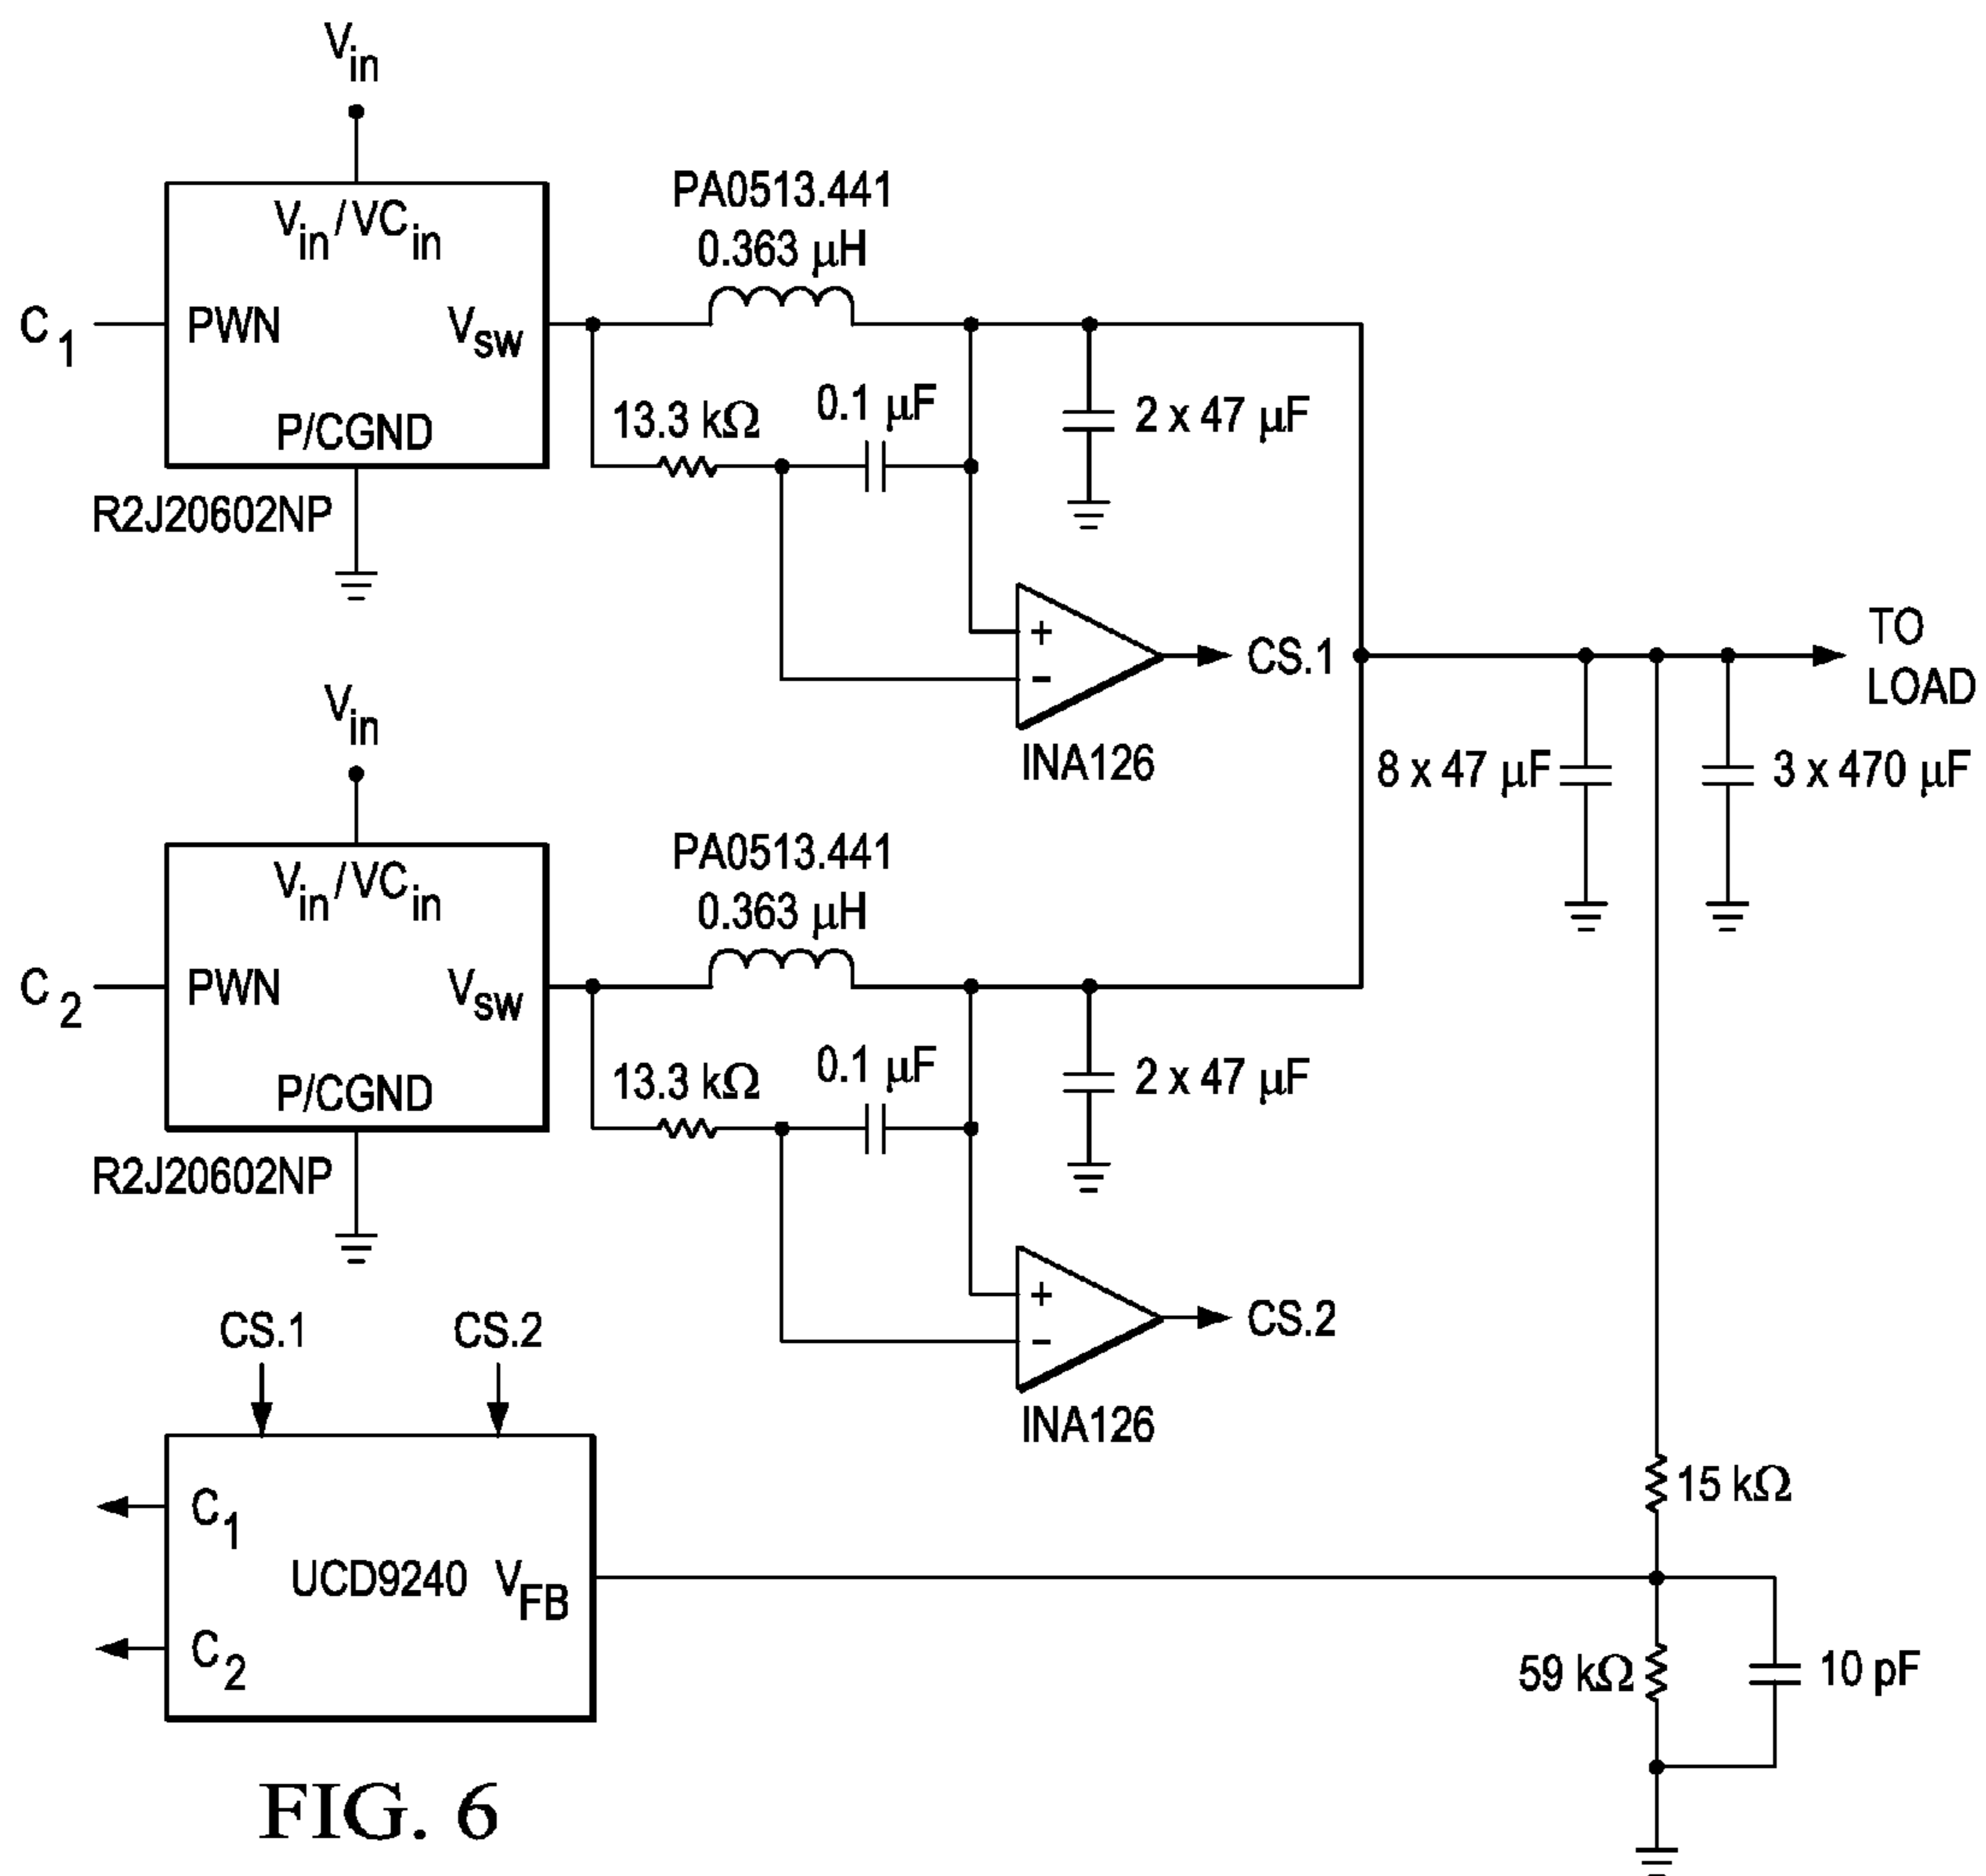 Vin
Vin/VCin
C1
PWN
VSW
P/CGND
R2J20602NP
PA0513.441
0.363 μH
13.3 kΩ
0.1 μF
2 x 47 μF
+
−
CS.1
INA126
TO
LOAD
8 x 47 μF
3 x 470 μF
Vin
Vin/VCin
C2
PWN
VSW
P/CGND
R2J20602NP
PA0513.441
0.363 μH
13.3 kΩ
0.1 μF
2 x 47 μF
+
−
CS.2
INA126
CS.1
CS.2
C1
UCD9240
VFB
C2
15 kΩ
59 kΩ
10 pF
FIG. 6